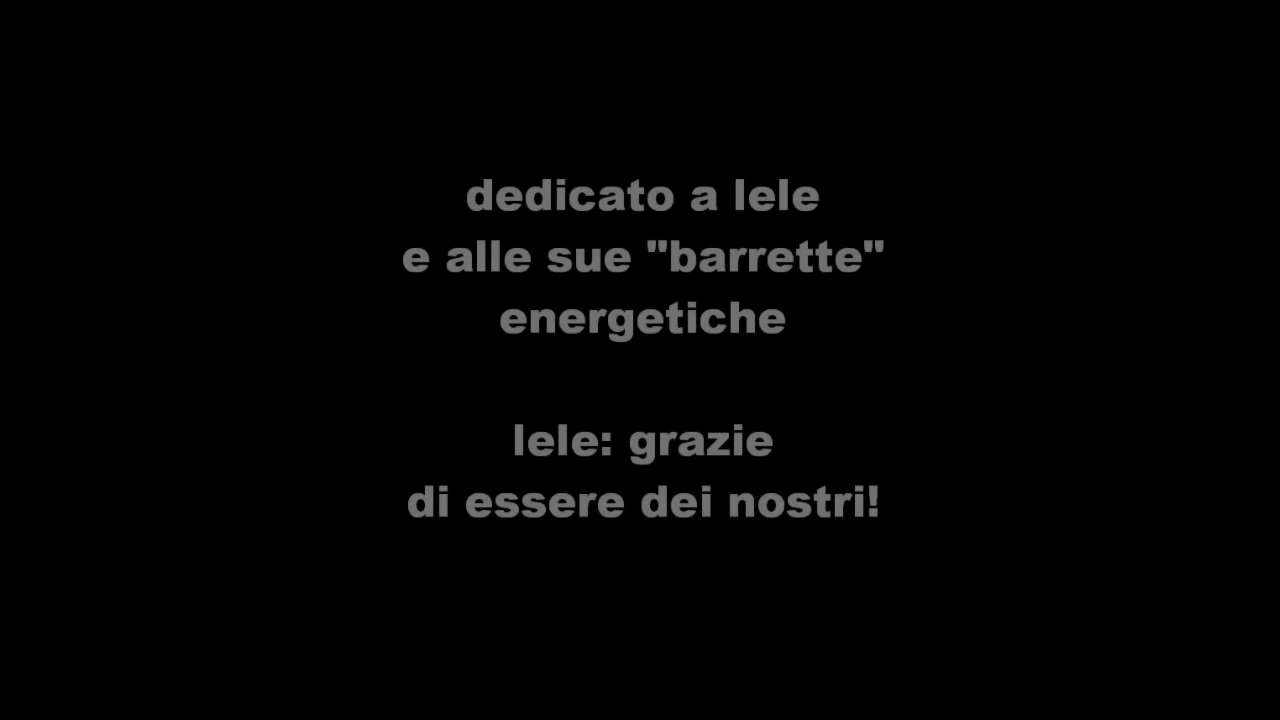 dedicato a lele
e alle sue "barrette"
energetiche
lele: grazie
di essere dei nostri!